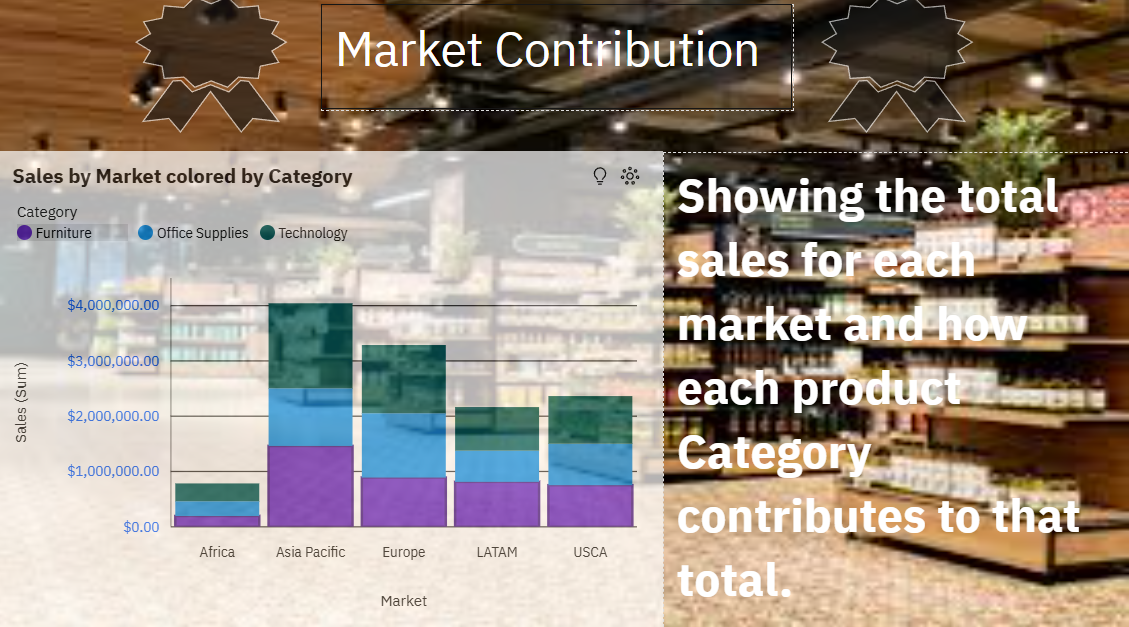 Market Contribution
Sales by Market colored by Category
Category
Furniture Office Supplies Technology
$4,000,000.00
$3,000,000.00
$2,000,000.00
$1,000,000.00
$0.00
Sales (Sum)
Africa Asia Pacific Europe LATAM USCA
Market
Showing the total
sales for each
market and how
each product
Category
contributes to that
total.